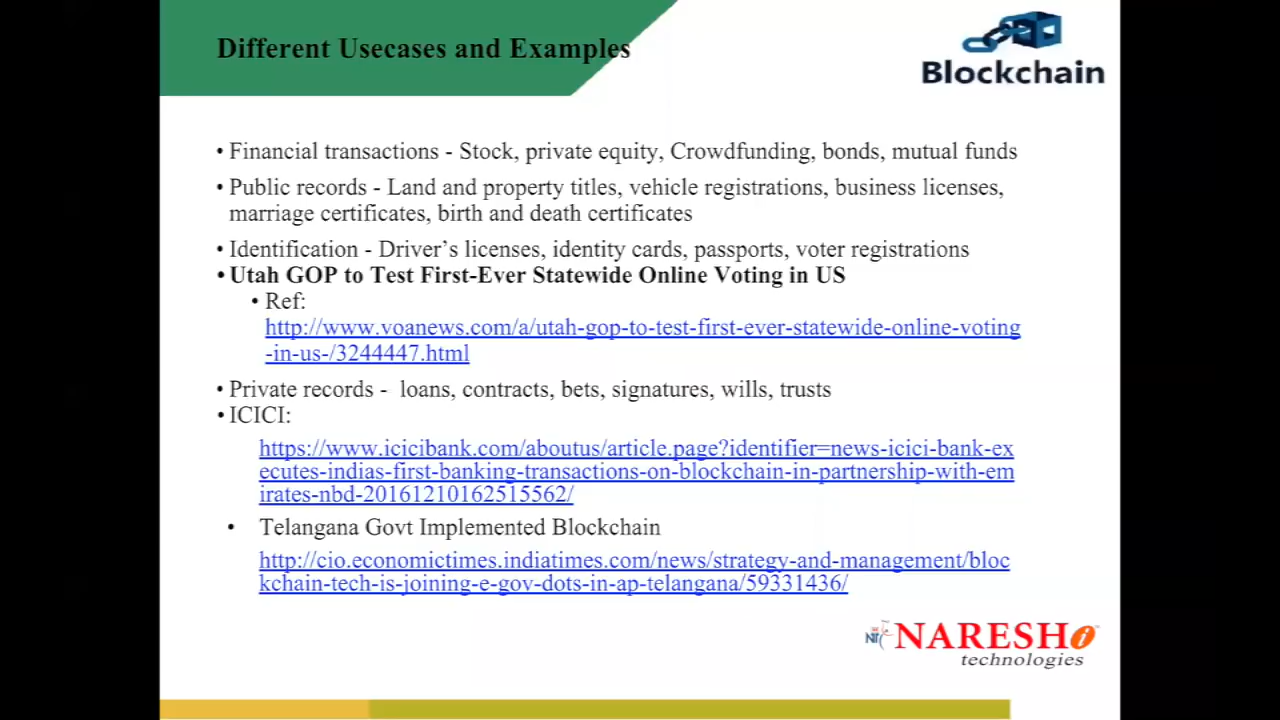 Different Usecases and Examples
Blockchain
• Financial transactions - Stock, private equity, Crowdfunding, bonds, mutual funds
• Public records - Land and property titles, vehicle registrations, business licenses,
marriage certificates, birth and death certificates
• Identification - Driver's licenses, identity cards, passports, voter registrations
• Utah GOP to Test First-Ever Statewide Online Voting in US
• Ref:
http://www.voanews.com/a/utah-gop-to-test-first-ever-statewide-online-voting
-in-us-/3244447.html
• Private records - loans, contracts, bets, signatures, wills, trusts
• ICICI:
https://www.icicibank.com/aboutus/article.page?identifier=news-icici-bank-ex
ecutes-indias-first-banking-transactions-on-blockchain-in-partnership-with-em
irates-nbd-20161210162515562/
• Telangana Govt Implemented Blockchain
http://cio.economictimes.indiatimes.com/news/strategy-and-management/bloc
kchain-tech-is-joining-e-gov-dots-in-ap-telangana/59331436/
NARESH i
technologies